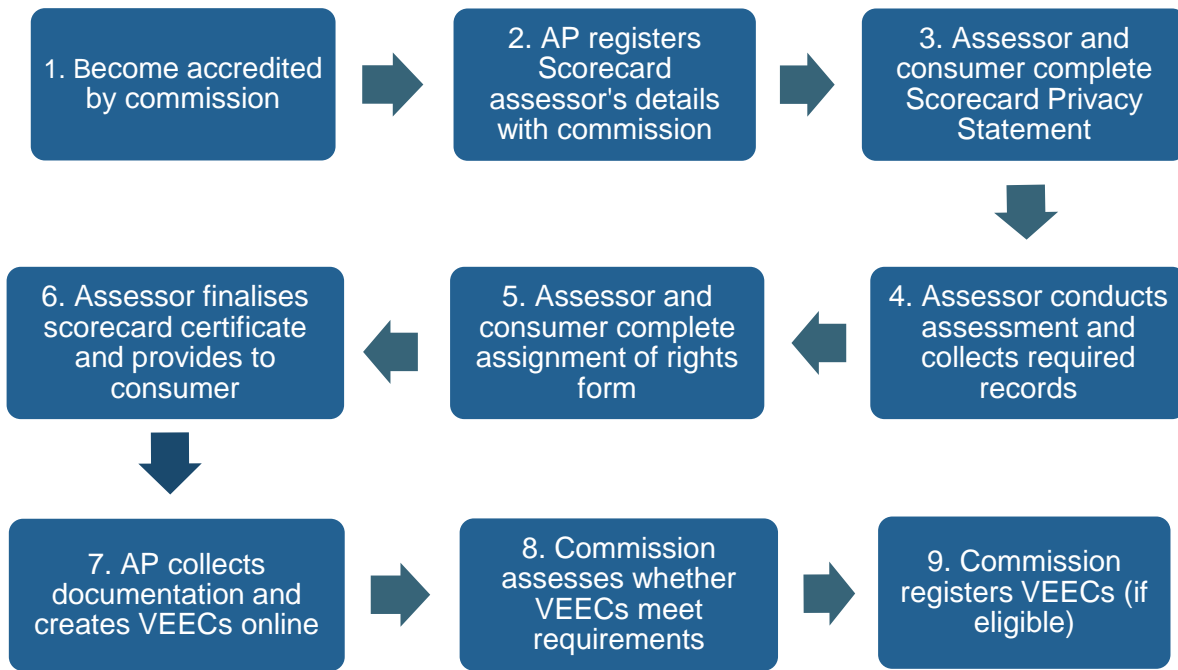 1. Become accredited
by commission
2. AP registers
Scorecard
assessor's details
with commission
3. Assessor and
consumer complete
Scorecard Privacy
Statement
4. Assessor conducts
assessment and
collects required
records
5. Assessor and
consumer complete
assignment of rights
form
6. Assessor finalises
scorecard certificate
and provides to
consumer
7. AP collects
documentation and
creates VEECs online
8. Commission
assesses whether
VEECs meet
requirements
9. Commission
registers VEECs (if
eligible)